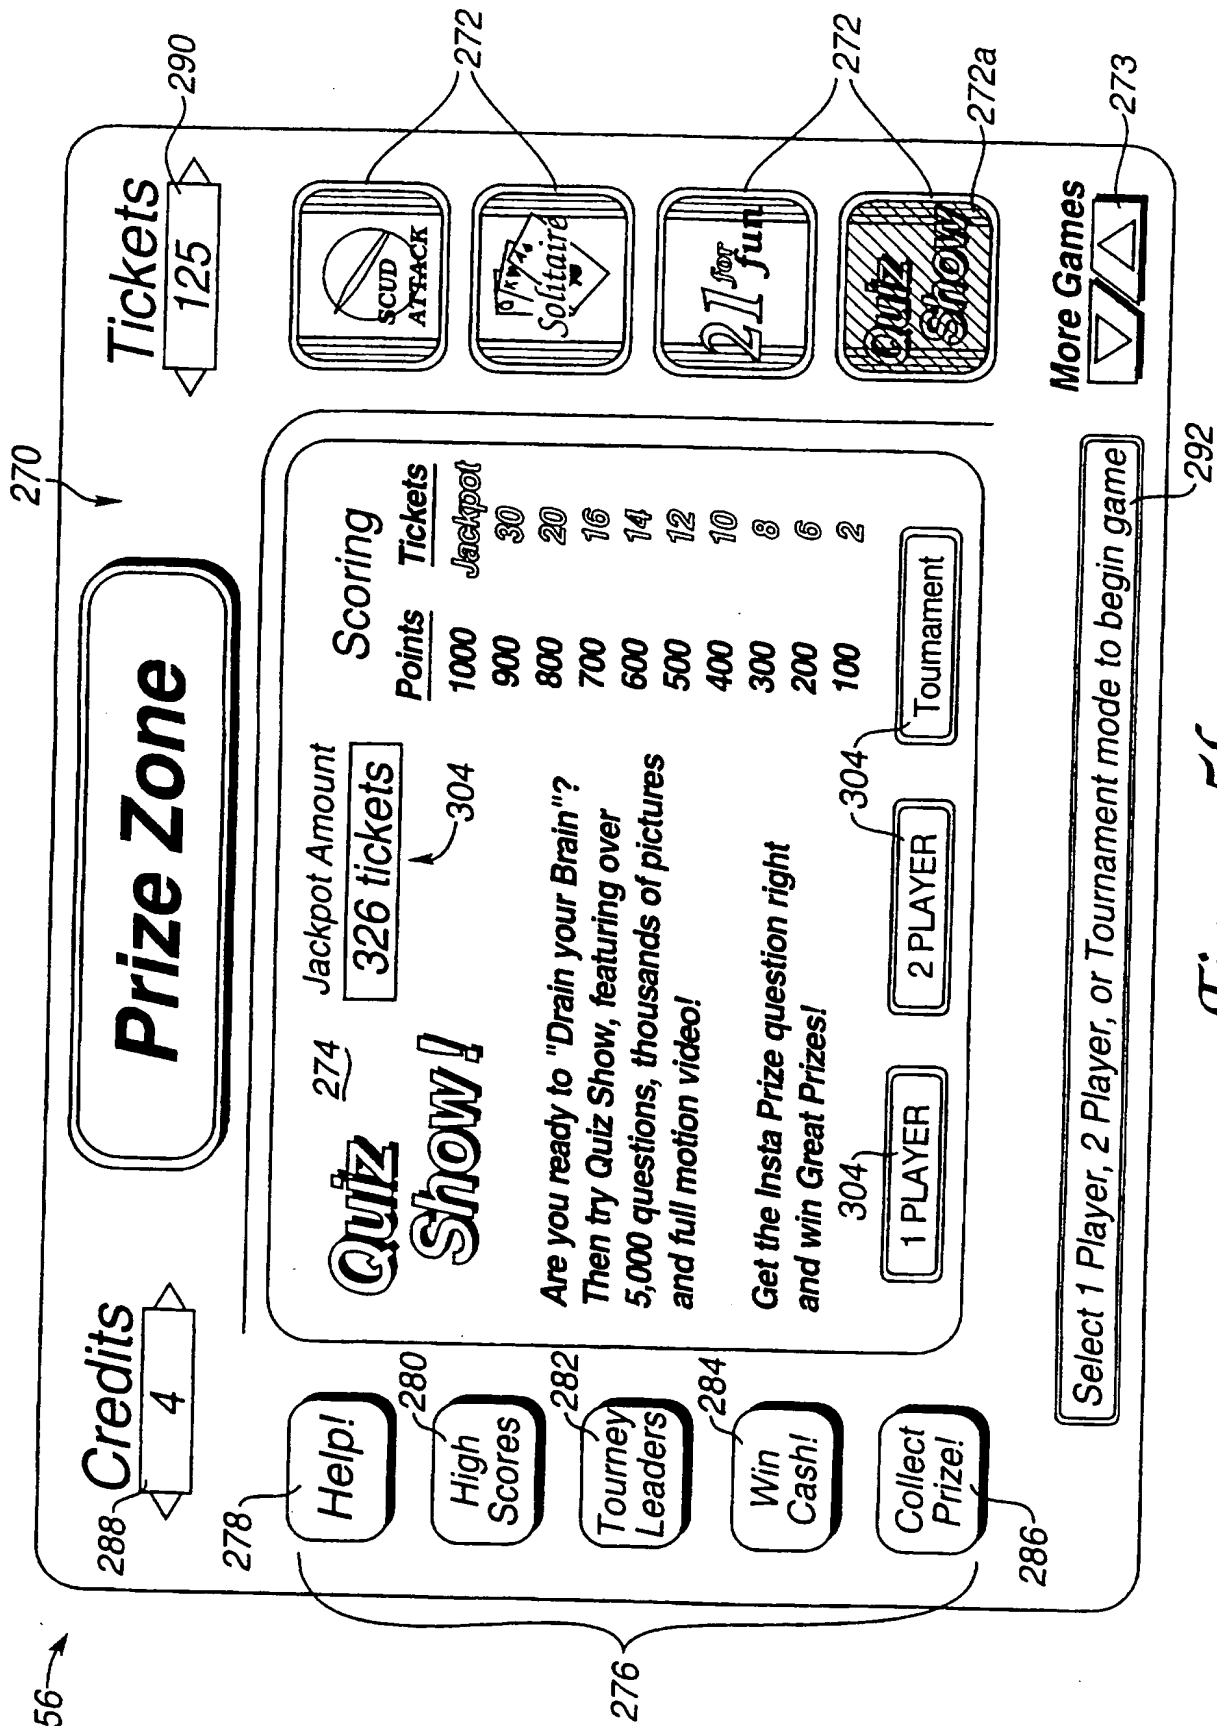 56
270
Prize Zone
Credits
4
288
Tickets
125
290
278
Help!
280
High
Scores
282
Tourney
Leaders
284
Win
Cash!
Collect
Prize!
286
276
Quiz
Show!
274
Jackpot Amount
326 tickets
304
Are you ready to "Drain your Brain"?
Then try Quiz Show, featuring over
5,000 questions, thousands of pictures
and full motion video!
Get the Insta Prize question right
and win Great Prizes!
Scoring
Points Tickets
1000 Jackpot
900 30
800 20
700 16
600 14
500 12
400 10
300 8
200 6
100 2
304
1 PLAYER
2 PLAYER
304
Tournament
SCUD
ATTACK
272
Solitaire
21 for
fun
272
Quiz
Show
272a
More Games
273
Select 1 Player, 2 Player, or Tournament mode to begin game
292